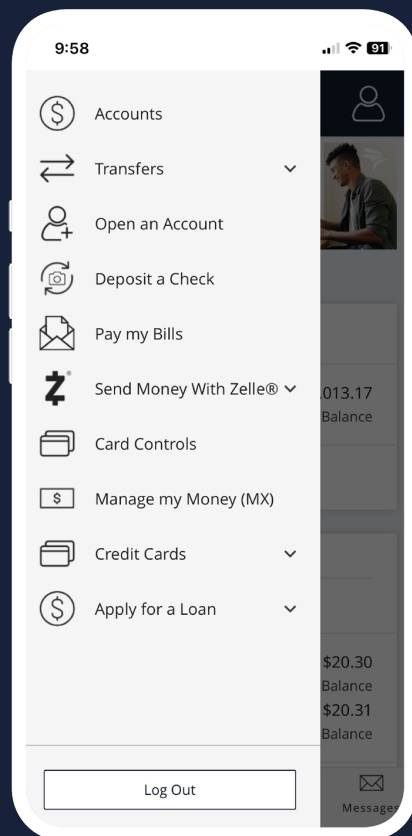 9:58
91
Accounts
Transfers
Open an Account
Deposit a Check
Pay my Bills
Send Money With Zelle®
Card Controls
Manage my Money (MX)
Credit Cards
Apply for a Loan
Log Out
013.17
Balance
$20.30
Balance
$20.31
Balance
Messages